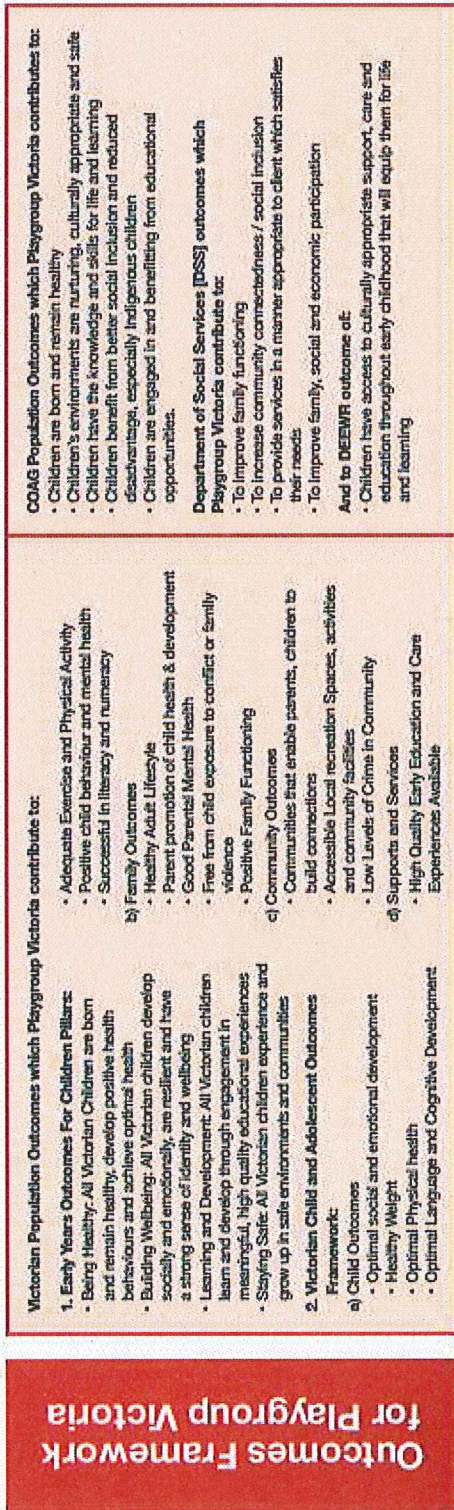 Outcomes Framework
for Playgroup Victoria
Victorian Population Outcomes which Playgroup Victoria contribute to:
1. Early Years Outcomes For Children Pillars:
• Being Healthy: All Victorian Children are born
and remain healthy, develop positive health
behaviours and achieve optimal health
• Building Wellbeing: All Victorian children develop
socially and emotionally, are resilient and have
a strong sense of identity and wellbeing
• Learning and Development: All Victorian children
learn and develop through engagement in
meaningful, high quality educational experiences
• Staying Safe: All Victorian children experience and
grow up in safe environments and communities
2. Victorian Child and Adolescent Outcomes
Framework:
a) Child Outcomes
• Optimal social and emotional development
• Healthy Weight
• Optimal Physical health
• Optimal Language and Cognitive Development
• Adequate Exercise and Physical Activity
• Positive child behaviour and mental health
• Successful in literacy and numeracy
b) Family Outcomes
• Healthy Adult Lifestyle
• Parent promotion of child health & development
• Good Parental Mental Health
• Free from child exposure to conflict or family
violence
• Positive Family Functioning
c) Community Outcomes
• Communities that enable parents, children to
build connections
• Accessible Local recreation Spaces, activities
and community facilities
• Low Levels of Crime in Community
d) Supports and Services
• High Quality Early Education and Care
Experiences Available
COAG Population Outcomes which Playgroup Victoria contributes to:
• Children are born and remain healthy
• Children's environments are nurturing, culturally appropriate and safe
• Children have the knowledge and skills for life and learning
• Children benefit from better social inclusion and reduced
disadvantage, especially Indigenous children
• Children are engaged in and benefitting from educational
opportunities.
Department of Social Services [DSS] outcomes which
Playgroup Victoria contribute to:
• To Improve family functioning
• To increase community connectedness / social inclusion
• To provide services in a manner appropriate to client which satisfies
their needs
• To Improve family, social and economic participation
And to DEEWR outcome of:
• Children have access to culturally appropriate support, care and
education throughout early childhood that will equip them for life
and learning